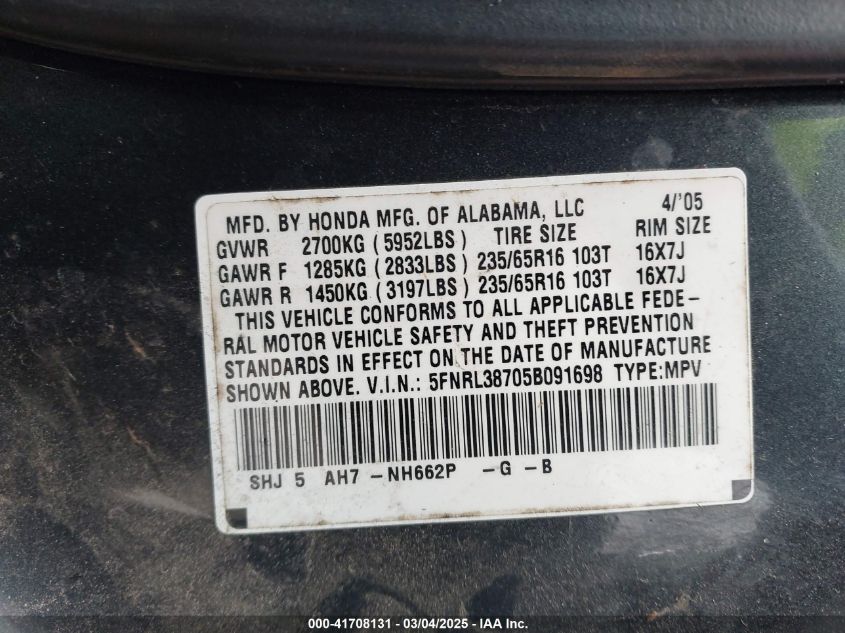 MFD. BY HONDA MFG. OF ALABAMA, LLC 4/'05
GVWR 2700KG (5952LBS) TIRE SIZE RIM SIZE
GAWR F 1285KG (2833LBS) 235/65R16 103T 16X7J
GAWR R 1450KG (3197LBS) 235/65R16 103T 16X7J
THIS VEHICLE CONFORMS TO ALL APPLICABLE FEDE-
RAL MOTOR VEHICLE SAFETY AND THEFT PREVENTION
STANDARDS IN EFFECT ON THE DATE OF MANUFACTURE
SHOWN ABOVE. V.I.N.: 5FNRL38705B091698 TYPE:MPV
SHJ 5 AH7 -NH662P -G -B
000-41708131 - 03/04/2025 - IAAI.com